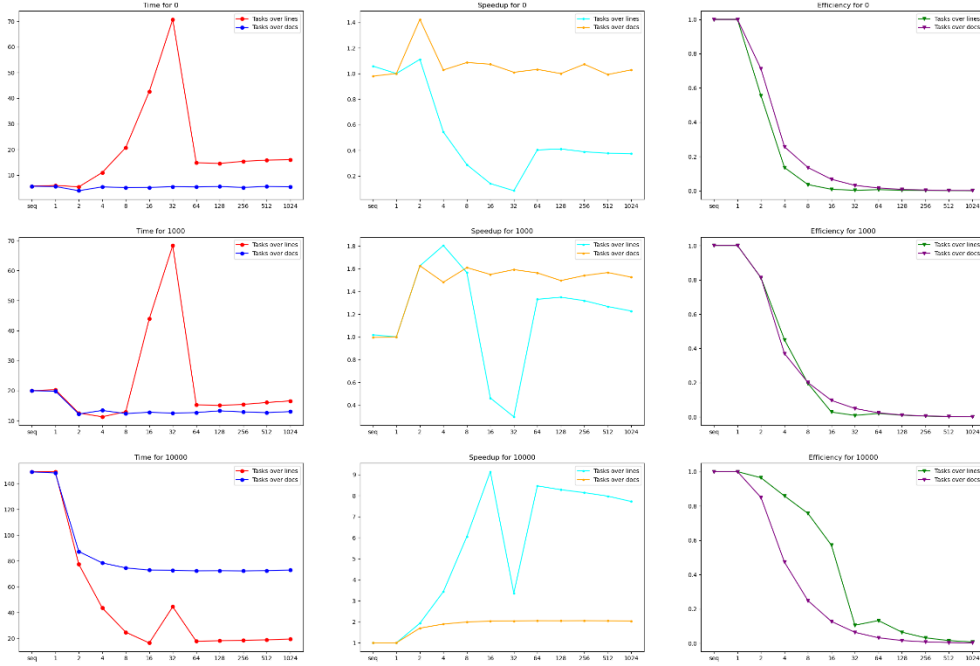 Time for 0
Tasks over lines
Tasks over docs
70
60
50
40
30
20
10
seq 1 2 4 8 16 32 64 128 256 512 1024
Speedup for 0
Tasks over lines
Tasks over docs
1.4
1.2
1.0
0.8
0.6
0.4
0.2
seq 1 2 4 8 16 32 64 128 256 512 1024
Efficiency for 0
Tasks over lines
Tasks over docs
1.0
0.8
0.6
0.4
0.2
0.0
seq 1 2 4 8 16 32 64 128 256 512 1024
Time for 1000
Tasks over lines
Tasks over docs
70
60
50
40
30
20
10
seq 1 2 4 8 16 32 64 128 256 512 1024
Speedup for 1000
Tasks over lines
Tasks over docs
1.8
1.6
1.4
1.2
1.0
0.8
0.6
0.4
seq 1 2 4 8 16 32 64 128 256 512 1024
Efficiency for 1000
Tasks over lines
Tasks over docs
1.0
0.8
0.6
0.4
0.2
0.0
seq 1 2 4 8 16 32 64 128 256 512 1024
Time for 10000
Tasks over lines
Tasks over docs
140
120
100
80
60
40
20
seq 1 2 4 8 16 32 64 128 256 512 1024
Speedup for 10000
Tasks over lines
Tasks over docs
9
8
7
6
5
4
3
2
1
seq 1 2 4 8 16 32 64 128 256 512 1024
Efficiency for 10000
Tasks over lines
Tasks over docs
1.0
0.8
0.6
0.4
0.2
0.0
seq 1 2 4 8 16 32 64 128 256 512 1024